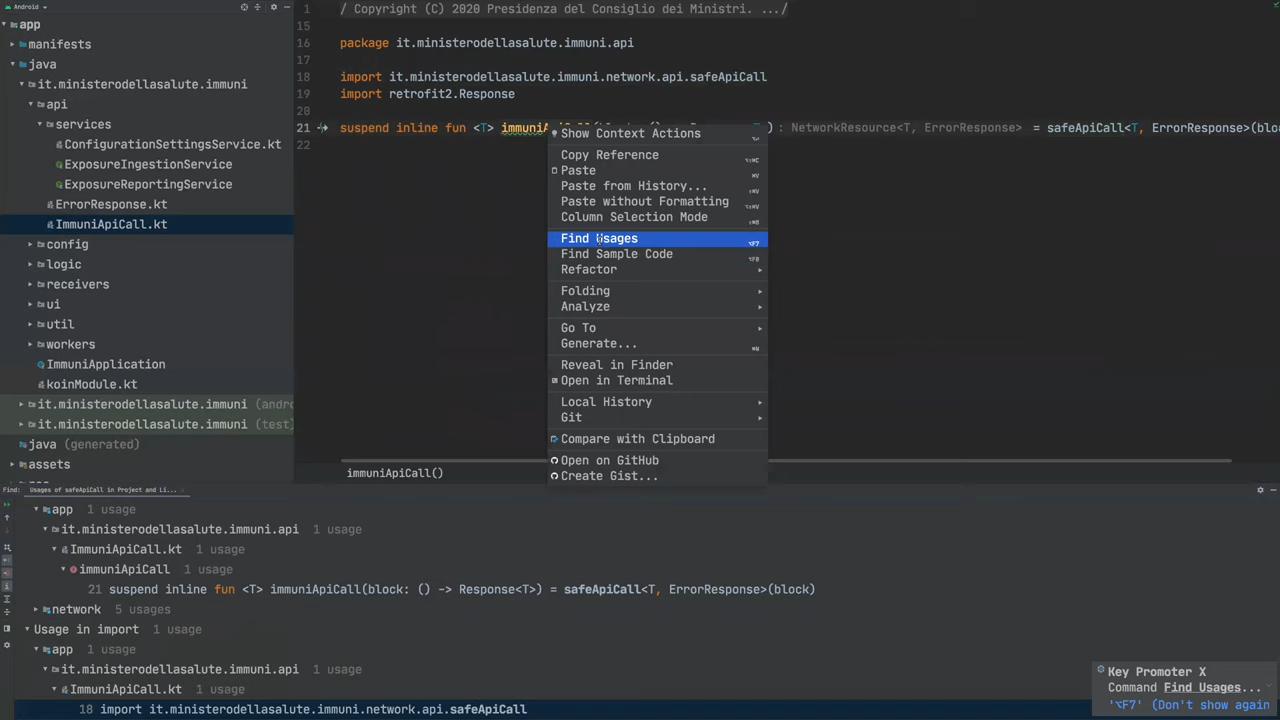 Android
app
manifests
java
it.ministerodellasalute.immuni
api
services
ConfigurationSettingsService.kt
ExposureIngestionService
ExposureReportingService
ErrorResponse.kt
ImmuniApiCall.kt
config
logic
receivers
ui
util
workers
ImmuniApplication
koinModule.kt
it.ministerodellasalute.immuni (andro
it.ministerodellasalute.immuni (test)
java (generated)
assets
1 / Copyright (C) 2020 Presidenza del Consiglio dei Ministri. .../
15
16 package it.ministerodellasalute.immuni.api
17
18 import it.ministerodellasalute.immuni.network.api.safeApiCall
19 import retrofit2.Response
20
21 suspend inline fun <T> immuniA ) : NetworkResource<T, ErrorResponse> = safeApiCall<T, ErrorResponse>(bloc
22
Show Context Actions
Copy Reference ⌥⇧⌘C
Paste ⌘V
Paste from History... ⇧⌘V
Paste without Formatting ⌥⇧⌘V
Column Selection Mode ⇧⌘8
Find Usages ⌥F7
Find Sample Code ⌥F8
Refactor
Folding
Analyze
Go To
Generate... ⌘N
Reveal in Finder
Open in Terminal
Local History
Git
Compare with Clipboard
Open on GitHub
Create Gist...
immuniApiCall()
Find: Usages of safeApiCall in Project and Li...
app 1 usage
it.ministerodellasalute.immuni.api 1 usage
ImmuniApiCall.kt 1 usage
immuniApiCall 1 usage
21 suspend inline fun <T> immuniApiCall(block: () -> Response<T>) = safeApiCall<T, ErrorResponse>(block)
network 5 usages
Usage in import 1 usage
app 1 usage
it.ministerodellasalute.immuni.api 1 usage
ImmuniApiCall.kt 1 usage
18 import it.ministerodellasalute.immuni.network.api.safeApiCall
Key Promoter X
Command Find Usages...
'⌥F7' (Don't show again